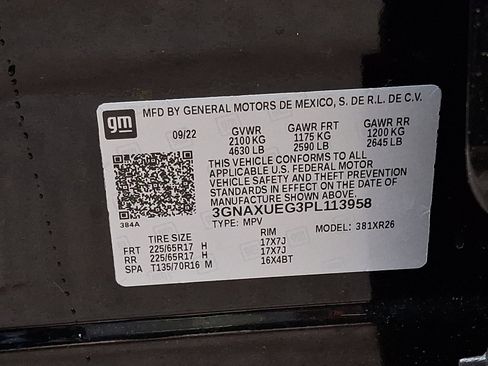 gm
MFD BY GENERAL MOTORS DE MEXICO, S. DE R.L. DE C.V.
09/22 GVWR GAWR FRT GAWR RR
2100 KG 1175 KG 1200 KG
4630 LB 2590 LB 2645 LB
THIS VEHICLE CONFORMS TO ALL
APPLICABLE U.S. FEDERAL MOTOR
VEHICLE SAFETY AND THEFT
PREVENTION STANDARDS IN
EFFECT ON THE DATE OF
MANUFACTURE SHOWN ABOVE.
3GNAXUEG3PL113958
384A TYPE: MPV MODEL: 381XR26
TIRE SIZE RIM
FRT 225/65R17 H 17X7J
RR 225/65R17 H 17X7J
SPA T135/70R16 M 16X4BT